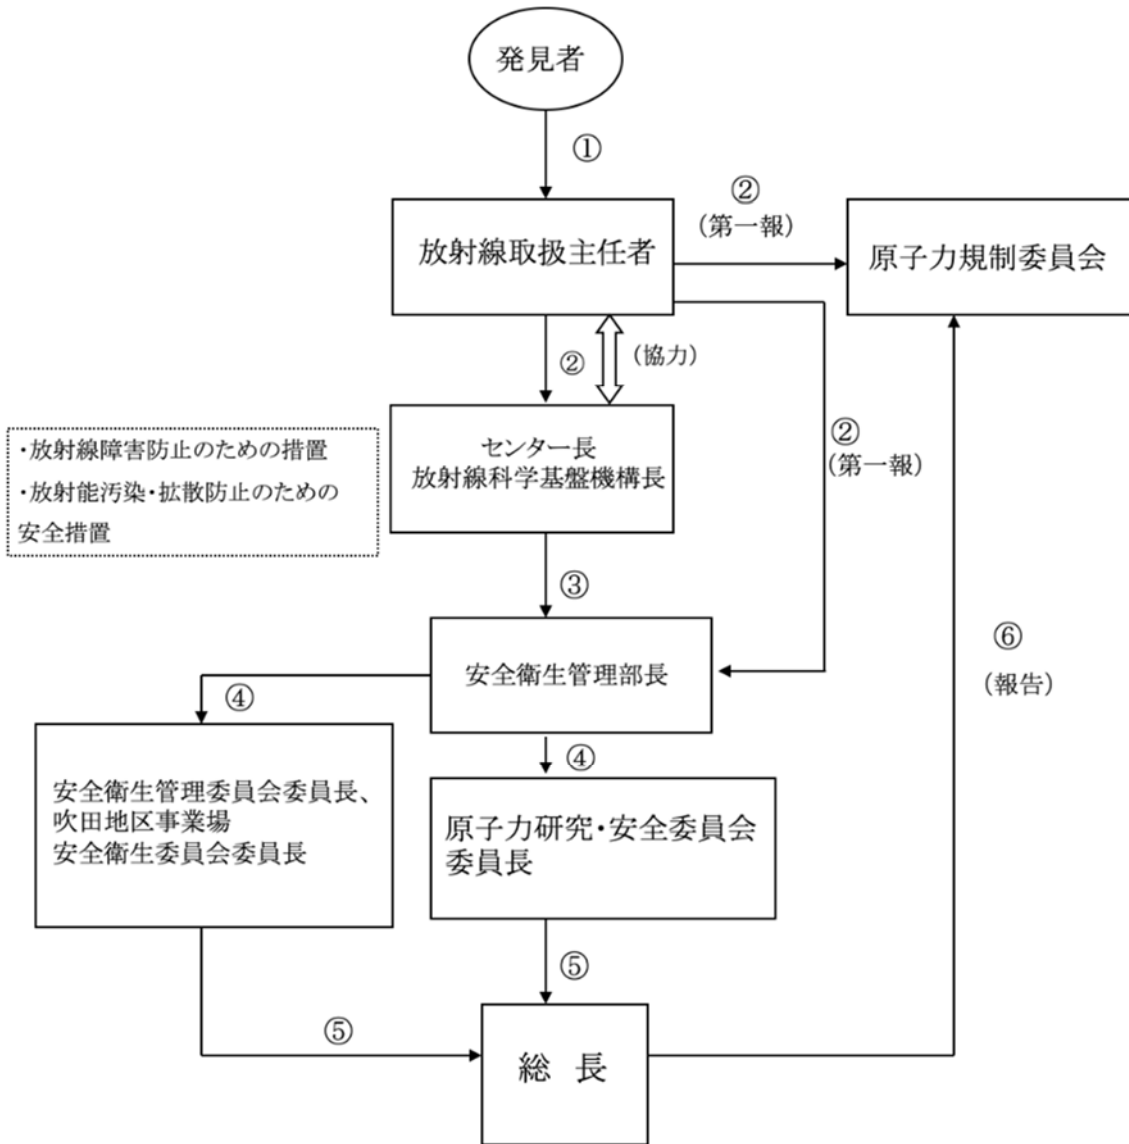 発見者
①
②
(第一報)
放射線取扱主任者
原子力規制委員会
②
(協力)
センター長
放射線科学基盤機構長
②
(第一報)
・放射線障害防止のための措置
・放射能汚染・拡散防止のための
安全措置
③
安全衛生管理部長
⑥
(報告)
④
④
安全衛生管理委員会委員長、
吹田地区事業場
安全衛生委員会委員長
原子力研究・安全委員会
委員長
⑤
⑤
総 長